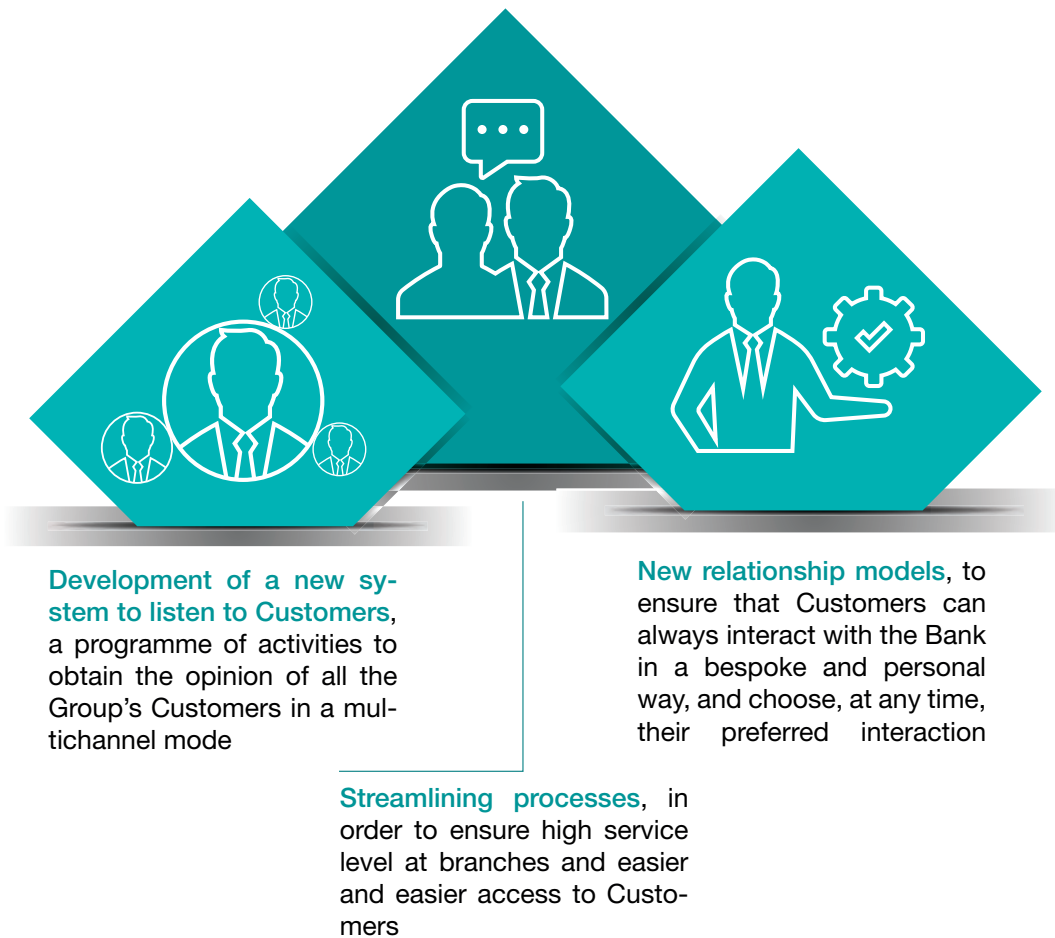 Development of a new sy-
stem to listen to Customers,
a programme of activities to
obtain the opinion of all the
Group’s Customers in a mul-
tichannel mode
New relationship models, to
ensure that Customers can
always interact with the Bank
in a bespoke and personal
way, and choose, at any time,
their preferred interaction
Streamlining processes, in
order to ensure high service
level at branches and easier
and easier access to Custo-
mers